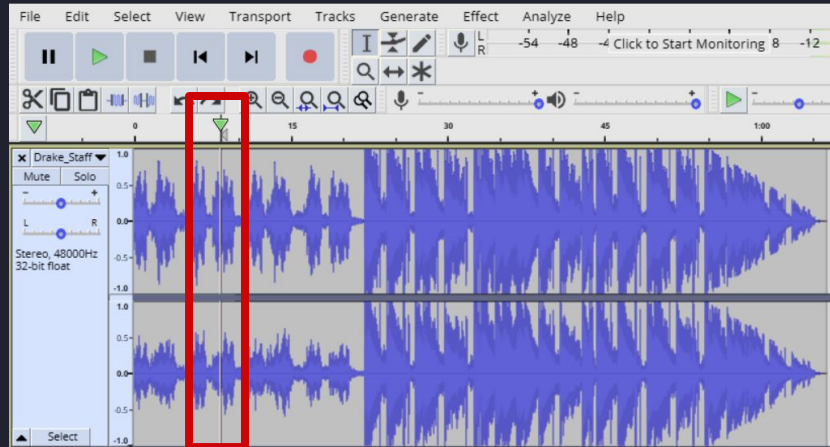 File Edit Select View Transport Tracks Generate Effect Analyze Help
L
R
-54 -48 -4 Click to Start Monitoring 8 -12
- +
- +
-
0 15 30 45 1:00
× Drake_Staff
Mute Solo
- +
L R
Stereo, 48000Hz
32-bit float
Select
1.0
0.5-
0.0-
-0.5-
-1.0
1.0
0.5-
0.0-
-0.5-
-1.0